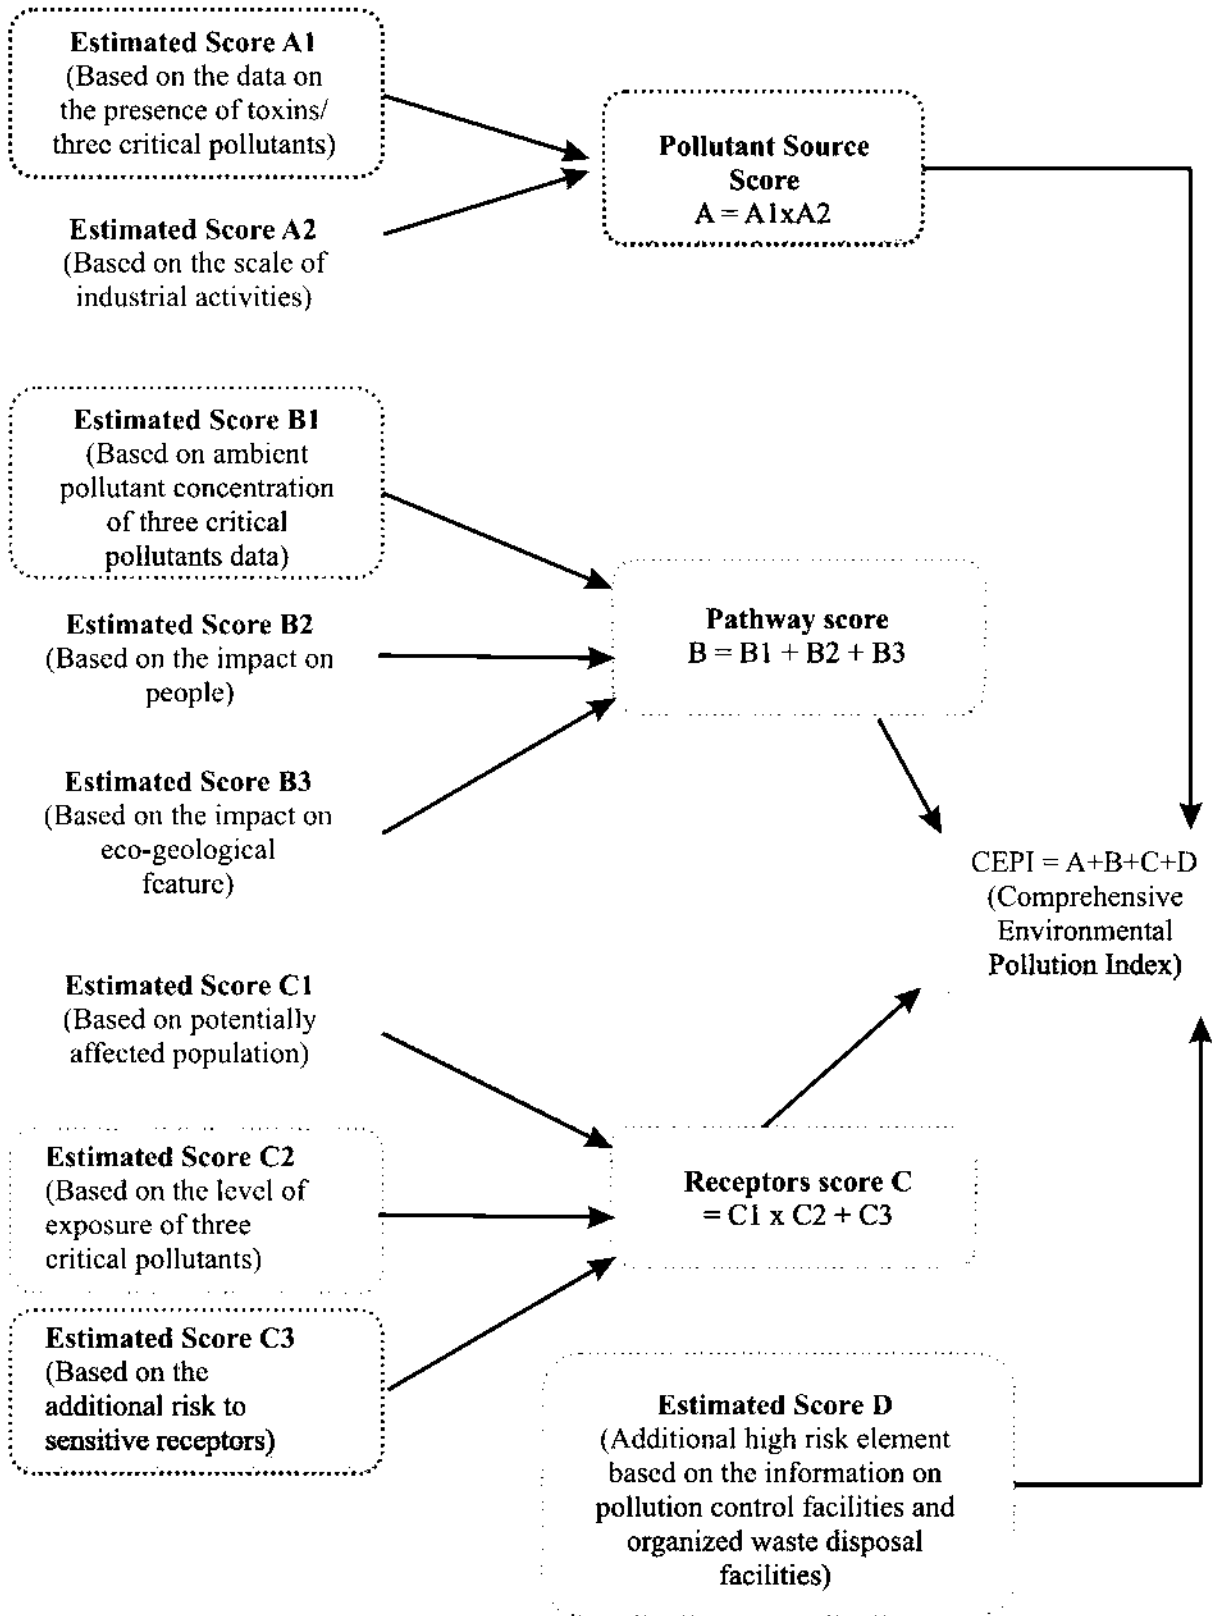 Estimated Score A1
(Based on the data on
the presence of toxins/
three critical pollutants)
Estimated Score A2
(Based on the scale of
industrial activities)
Pollutant Source
Score
A = A1xA2
Estimated Score B1
(Based on ambient
pollutant concentration
of three critical
pollutants data)
Estimated Score B2
(Based on the impact on
people)
Estimated Score B3
(Based on the impact on
eco-geological
feature)
Pathway score
B = B1 + B2 + B3
CEPI = A+B+C+D
(Comprehensive
Environmental
Pollution Index)
Estimated Score C1
(Based on potentially
affected population)
Estimated Score C2
(Based on the level of
exposure of three
critical pollutants)
Estimated Score C3
(Based on the
additional risk to
sensitive receptors)
Receptors score C
= C1 x C2 + C3
Estimated Score D
(Additional high risk element
based on the information on
pollution control facilities and
organized waste disposal
facilities)